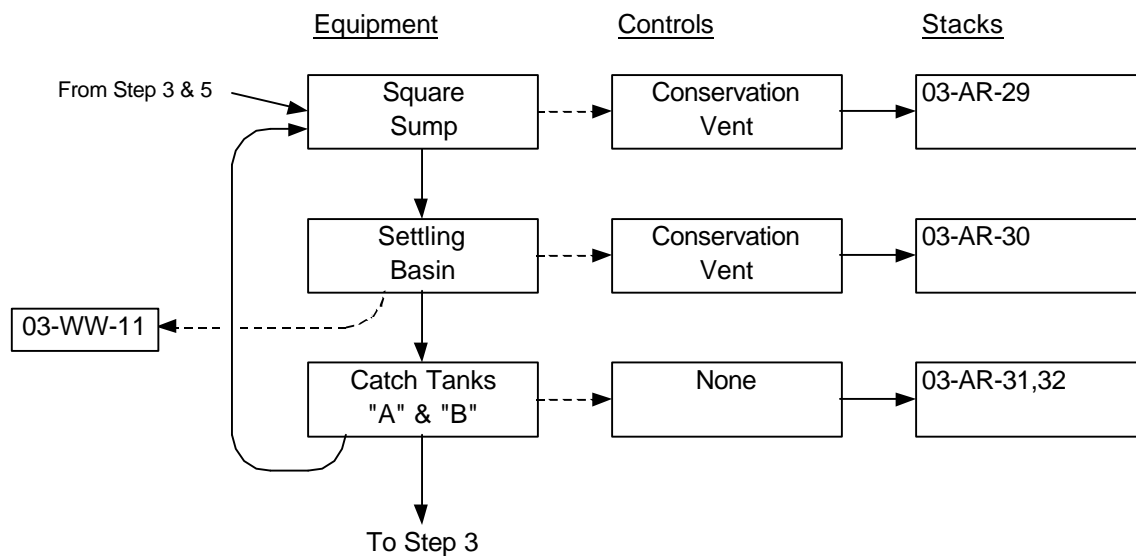 Equipment
Controls
Stacks
From Step 3 & 5
Square
Sump
Conservation
Vent
03-AR-29
Settling
Basin
Conservation
Vent
03-AR-30
03-WW-11
Catch Tanks
"A" & "B"
None
03-AR-31,32
To Step 3